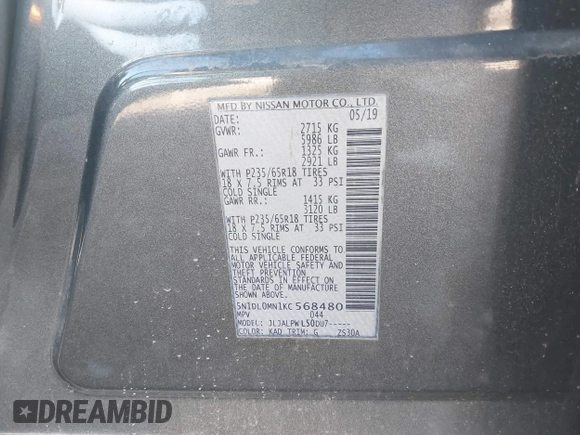 MFD BY NISSAN MOTOR CO., LTD.
DATE: 05/19
GVWR: 2715 KG
5986 LB
GAWR FR.: 1325 KG
2921 LB
WITH P235/65R18 TIRES
18 X 7.5 RIMS AT 33 PSI
COLD SINGLE
GAWR RR.: 1415 KG
3120 LB
WITH P235/65R18 TIRES
18 X 7.5 RIMS AT 33 PSI
COLD SINGLE
THIS VEHICLE CONFORMS TO
ALL APPLICABLE FEDERAL
MOTOR VEHICLE SAFETY AND
THEFT PREVENTION
STANDARDS IN EFFECT ON
THE DATE OF MANUFACTURE
SHOWN ABOVE.
5N1DL0MN1KC568480
MPV 044
MODEL: JLJALPWL50DU7-----
COLOR: KAD TRIM: G ZS30A
DREAMBID